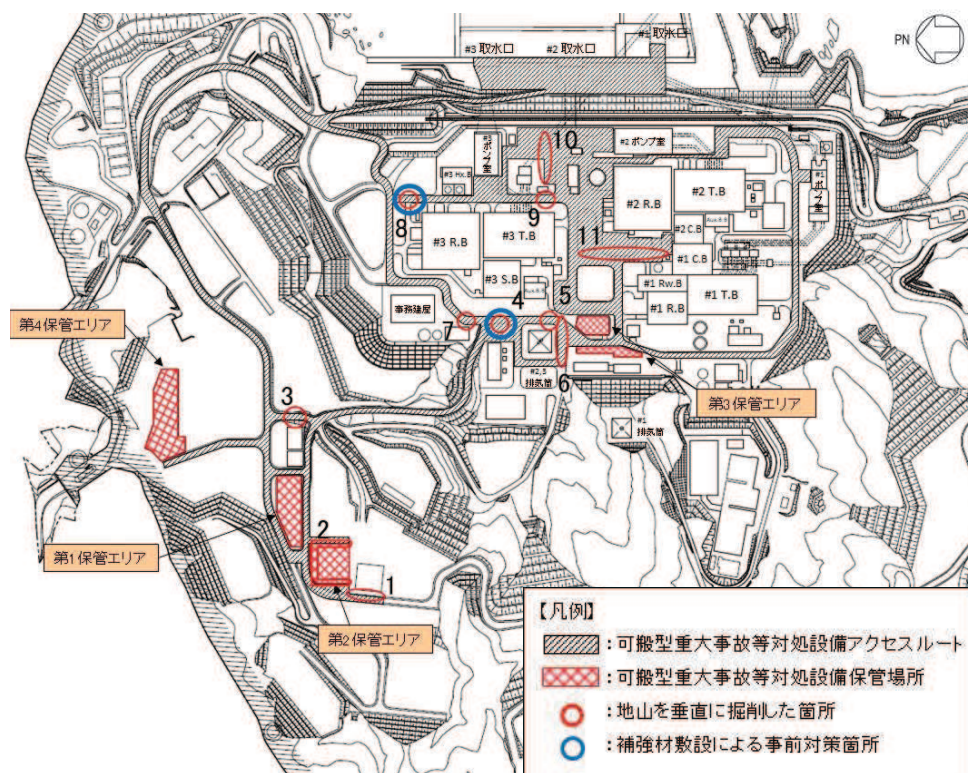 #1 取水口
#3 取水口
#2 取水口
PN
10
#3 ポンプ室
#2 ポンプ室
#1 ポンプ室
#3 Hx.B
#2 T.B
#2 R.B
8
9
#3 R.B
#3 T.B
#2 C.B
11
#1 C.B
#3 S.B
#1 Rw.B
#1 T.B
#1 R.B
4
5
事務建屋
7
第4保管エリア
#2,3
排気筒
6
3
第3保管エリア
#1
排気筒
第1保管エリア
2
1
第2保管エリア
【凡例】
:可搬型重大事故等対処設備アクセスルート
:可搬型重大事故等対処設備保管場所
:地山を垂直に掘削した箇所
:補強材敷設による事前対策箇所